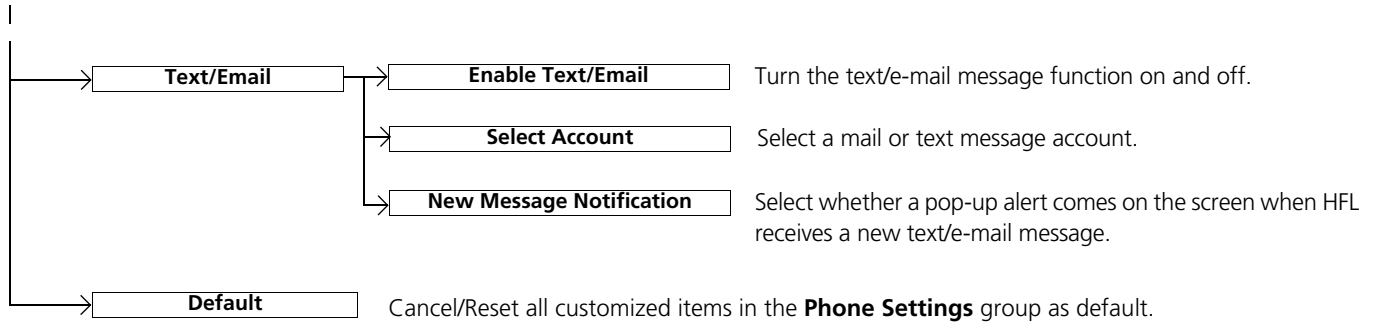 Text/Email
Enable Text/Email
Turn the text/e-mail message function on and off.
Select Account
Select a mail or text message account.
New Message Notification
Select whether a pop-up alert comes on the screen when HFL
receives a new text/e-mail message.
Default
Cancel/Reset all customized items in the Phone Settings group as default.